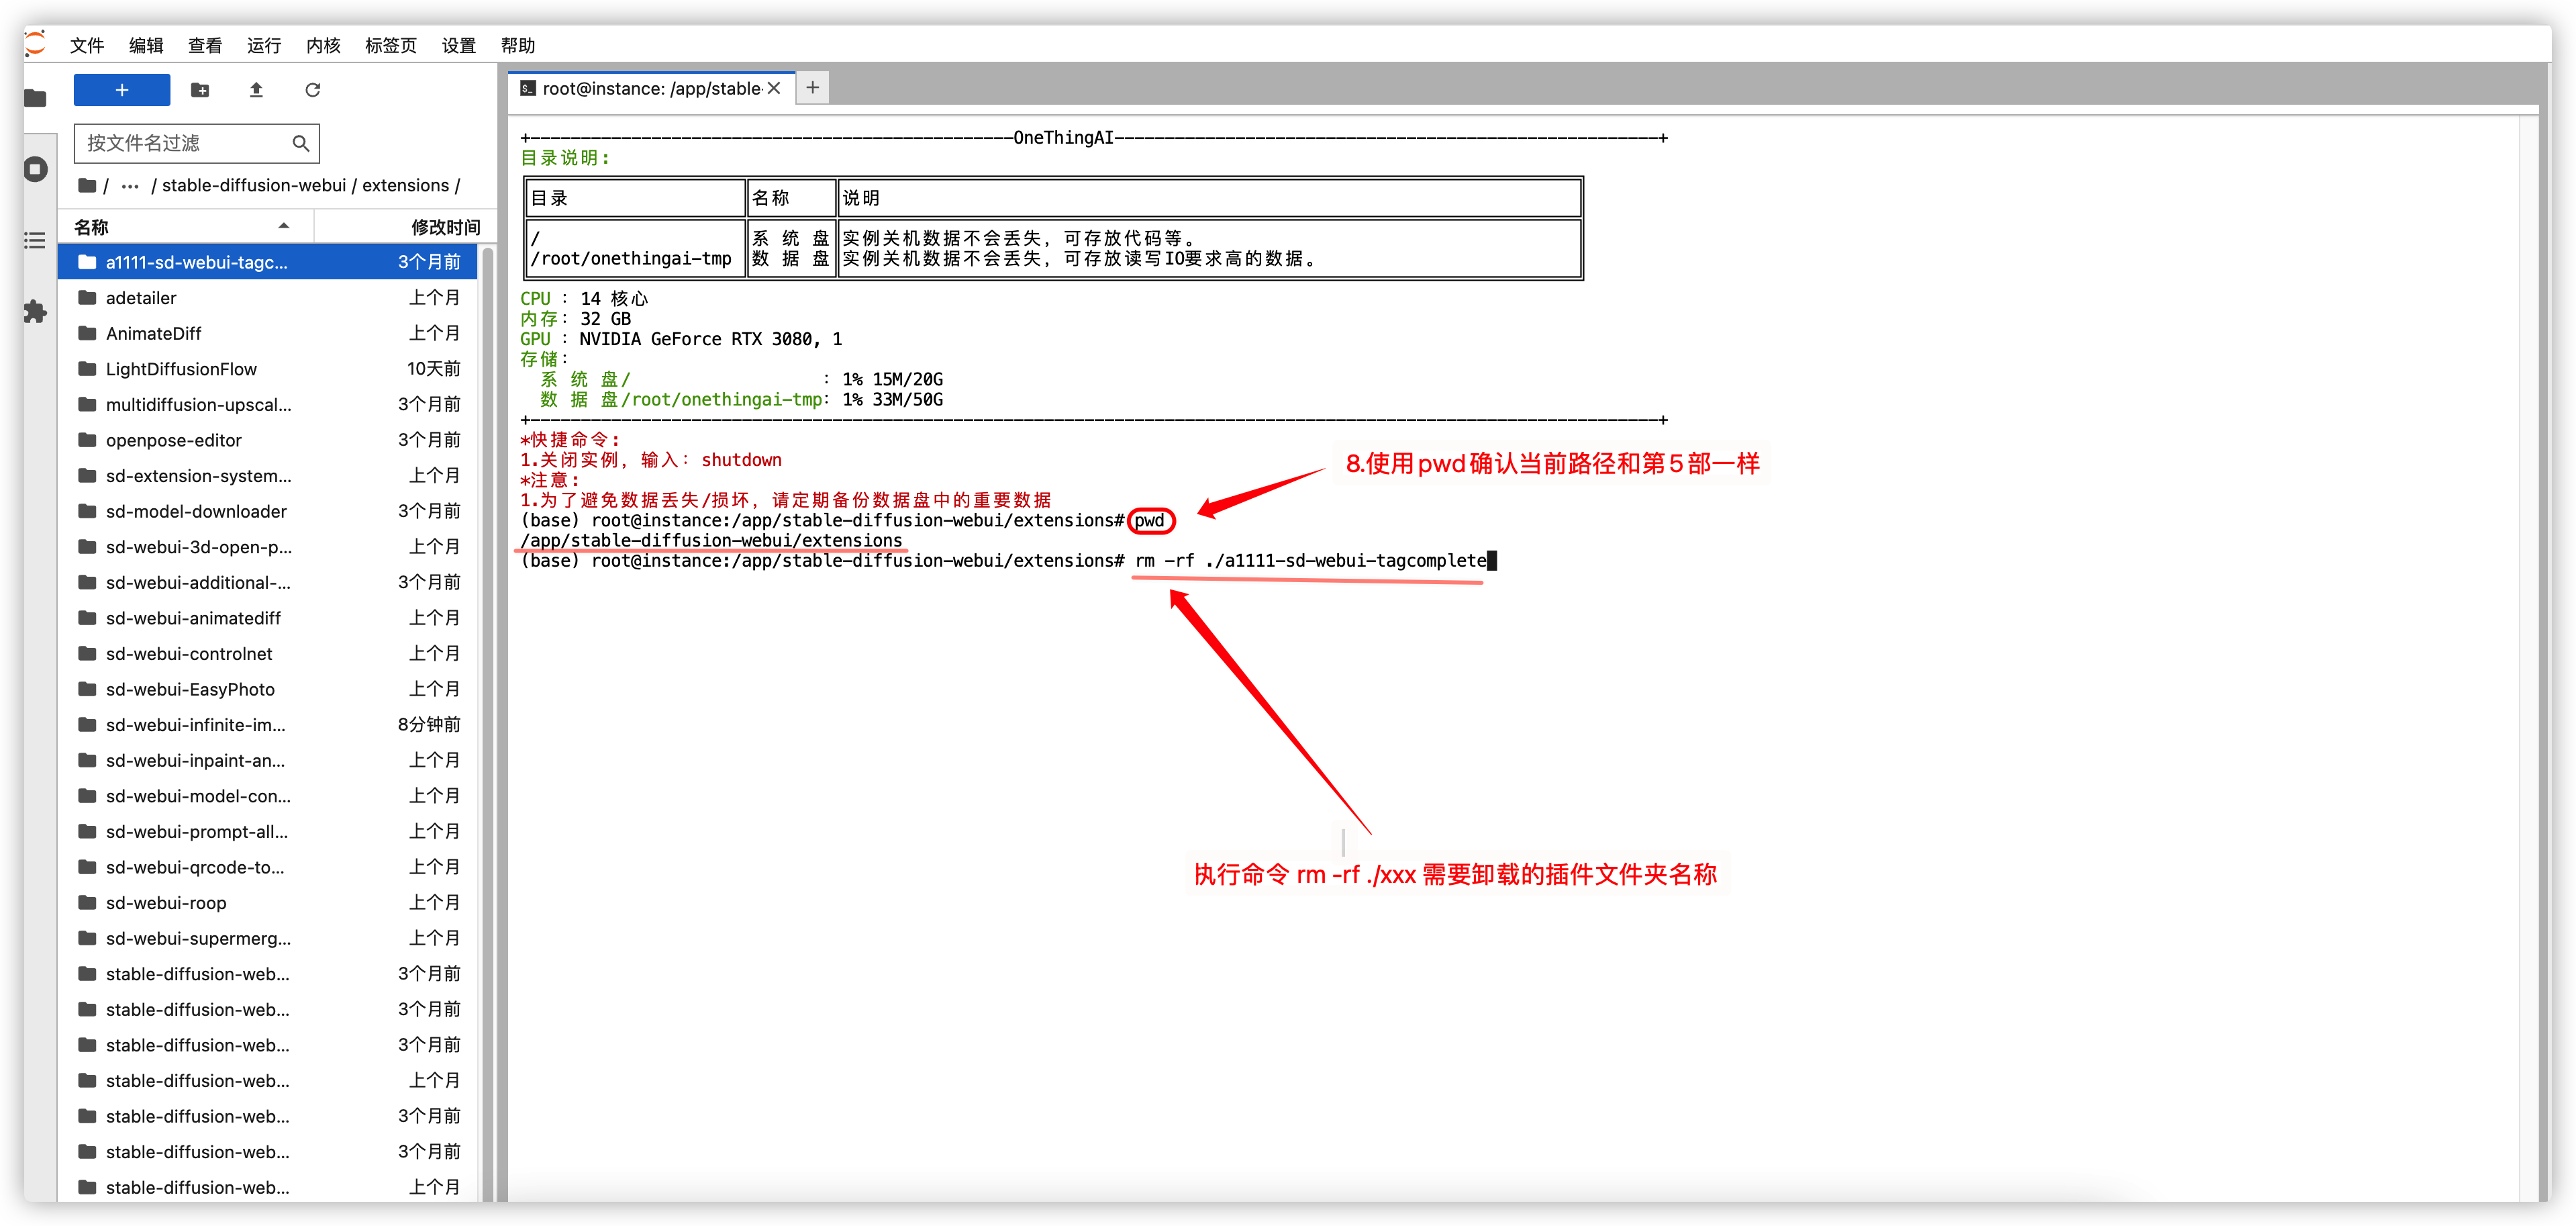 文件 编辑 查看 运行 内核 标签页 设置 帮助
+
按文件名过滤
/ ··· / stable-diffusion-webui / extensions /
名称 修改时间
a1111-sd-webui-tagc... 3个月前
adetailer 上个月
AnimateDiff 上个月
LightDiffusionFlow 10天前
multidiffusion-upscal... 3个月前
openpose-editor 3个月前
sd-extension-system... 上个月
sd-model-downloader 3个月前
sd-webui-3d-open-p... 上个月
sd-webui-additional-... 3个月前
sd-webui-animatediff 上个月
sd-webui-controlnet 上个月
sd-webui-EasyPhoto 上个月
sd-webui-infinite-im... 8分钟前
sd-webui-inpaint-an... 上个月
sd-webui-model-con... 上个月
sd-webui-prompt-all... 上个月
sd-webui-qrcode-to... 上个月
sd-webui-roop 上个月
sd-webui-supermerg... 上个月
stable-diffusion-web... 3个月前
stable-diffusion-web... 3个月前
stable-diffusion-web... 3个月前
stable-diffusion-web... 上个月
stable-diffusion-web... 3个月前
stable-diffusion-web... 3个月前
stable-diffusion-web... 上个月
root@instance: /app/stable-
+------------------------------------------------OneThingAI------------------------------------------------------+
目录说明:
目录 名称 说明
/ 系 统 盘 实例关机数据不会丢失，可存放代码等。
/root/onethingai-tmp 数 据 盘 实例关机数据不会丢失，可存放读写IO要求高的数据。
CPU : 14 核心
内存: 32 GB
GPU : NVIDIA GeForce RTX 3080, 1
存储:
系 统 盘/ : 1% 15M/20G
数 据 盘/root/onethingai-tmp: 1% 33M/50G
+----------------------------------------------------------------------------------------------------------------+
*快捷命令:
1.关闭实例，输入: shutdown
*注意:
1.为了避免数据丢失/损坏，请定期备份数据盘中的重要数据
(base) root@instance:/app/stable-diffusion-webui/extensions# pwd
/app/stable-diffusion-webui/extensions
(base) root@instance:/app/stable-diffusion-webui/extensions# rm -rf ./a1111-sd-webui-tagcomplete
8.使用pwd确认当前路径和第5部一样
执行命令 rm -rf ./xxx 需要卸载的插件文件夹名称